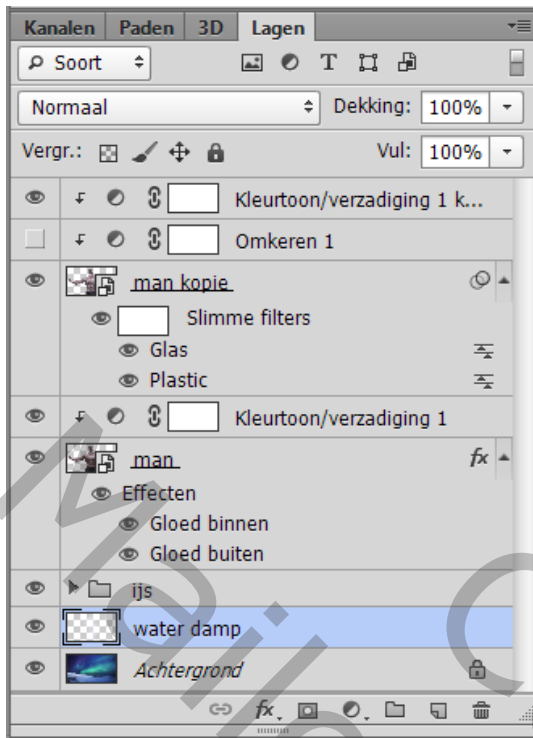 Kanalen Paden 3D Lagen
Soort
Normaal Dekking: 100%
Vergr.: Vul: 100%
Kleurtoon/verzadiging 1 k...
Omkeren 1
man kopie
Slimme filters
Glas
Plastic
Kleurtoon/verzadiging 1
man fx
Effecten
Gloed binnen
Gloed buiten
ijs
water damp
Achtergrond
fx